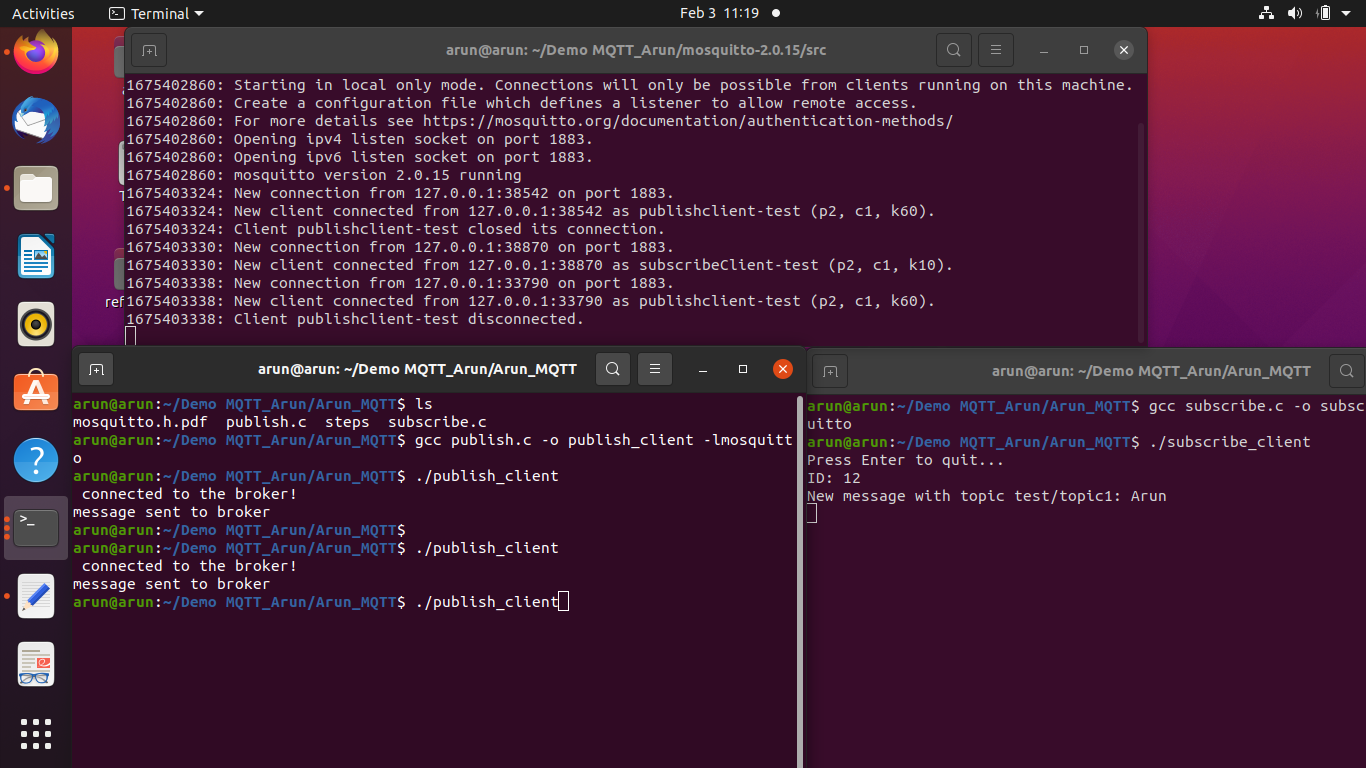 Activities Terminal Feb 3 11:19
arun@arun: ~/Demo MQTT_Arun/mosquitto-2.0.15/src
1675402860: Starting in local only mode. Connections will only be possible from clients running on this machine.
1675402860: Create a configuration file which defines a listener to allow remote access.
1675402860: For more details see https://mosquitto.org/documentation/authentication-methods/
1675402860: Opening ipv4 listen socket on port 1883.
1675402860: Opening ipv6 listen socket on port 1883.
1675402860: mosquitto version 2.0.15 running
1675403324: New connection from 127.0.0.1:38542 on port 1883.
1675403324: New client connected from 127.0.0.1:38542 as publishclient-test (p2, c1, k60).
1675403324: Client publishclient-test closed its connection.
1675403330: New connection from 127.0.0.1:38870 on port 1883.
1675403330: New client connected from 127.0.0.1:38870 as subscribeClient-test (p2, c1, k10).
1675403338: New connection from 127.0.0.1:33790 on port 1883.
ref
1675403338: New client connected from 127.0.0.1:33790 as publishclient-test (p2, c1, k60).
1675403338: Client publishclient-test disconnected.
arun@arun: ~/Demo MQTT_Arun/Arun_MQTT
arun@arun:~/Demo MQTT_Arun/Arun_MQTT$ ls
mosquitto.h.pdf publish.c steps subscribe.c
arun@arun:~/Demo MQTT_Arun/Arun_MQTT$ gcc publish.c -o publish_client -lmosquitt
o
arun@arun:~/Demo MQTT_Arun/Arun_MQTT$ ./publish_client
connected to the broker!
message sent to broker
arun@arun:~/Demo MQTT_Arun/Arun_MQTT$
arun@arun:~/Demo MQTT_Arun/Arun_MQTT$ ./publish_client
connected to the broker!
message sent to broker
arun@arun:~/Demo MQTT_Arun/Arun_MQTT$ ./publish_client
arun@arun: ~/Demo MQTT_Arun/Arun_MQTT
arun@arun:~/Demo MQTT_Arun/Arun_MQTT$ gcc subscribe.c -o subsc
uitto
arun@arun:~/Demo MQTT_Arun/Arun_MQTT$ ./subscribe_client
Press Enter to quit...
ID: 12
New message with topic test/topic1: Arun